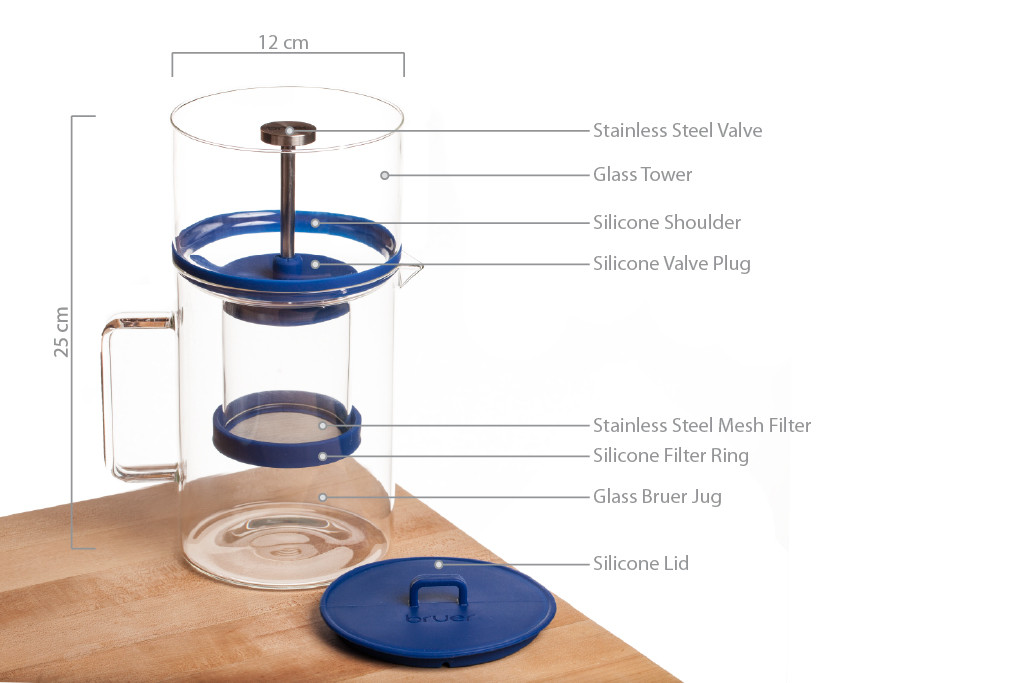 12 cm
25 cm
Stainless Steel Valve
Glass Tower
Silicone Shoulder
Silicone Valve Plug
Stainless Steel Mesh Filter
Silicone Filter Ring
Glass Bruer Jug
Silicone Lid
bruer